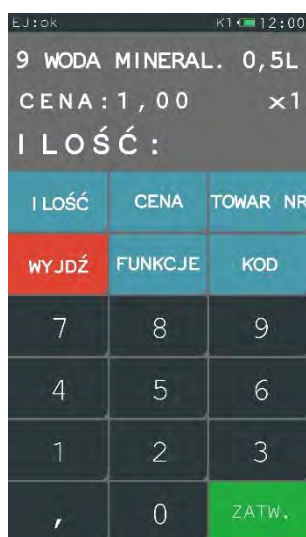 EJ:ok K1 12:00
9 WODA MINERAL. 0,5L
CENA:1,00 x1
ILOŚĆ:
ILOŚĆ CENA TOWAR NR
WYJDŹ FUNKCJE KOD
7 8 9
4 5 6
1 2 3
, 0 ZATW.